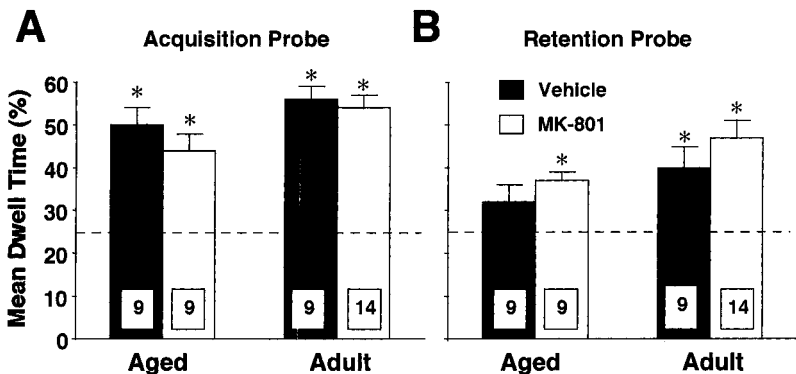 A
Acquisition Probe
B
Retention Probe
Mean Dwell Time (%)
60
50
40
30
20
10
0
*
*
*
*
9
9
9
14
Aged
Adult
Vehicle
MK-801
*
*
*
9
9
9
14
Aged
Adult